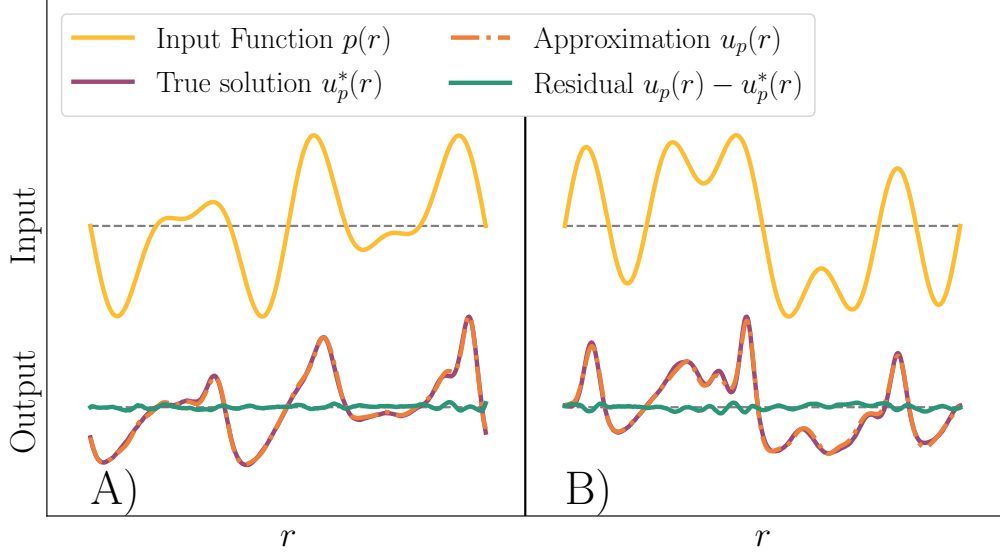 Input Function p(r)
Approximation u_p(r)
True solution u_p^*(r)
Residual u_p(r) − u_p^*(r)
Input
Output
A)
B)
r
r